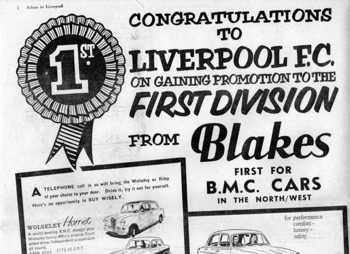 CONGRATULATIONS
TO
LIVERPOOL F.C.
ON GAINING PROMOTION TO THE
FIRST DIVISION
FROM Blakes
FIRST FOR
B.M.C. CARS
IN THE NORTH/WEST
1ST
A TELEPHONE call to us will bring the Wolseley or Riley
of your choice to your door. Drive it, try it out for yourself.
Here's an opportunity to BUY WISELY.
WOLSELEY Hornet
for performance
comfort—
luxury—
safety